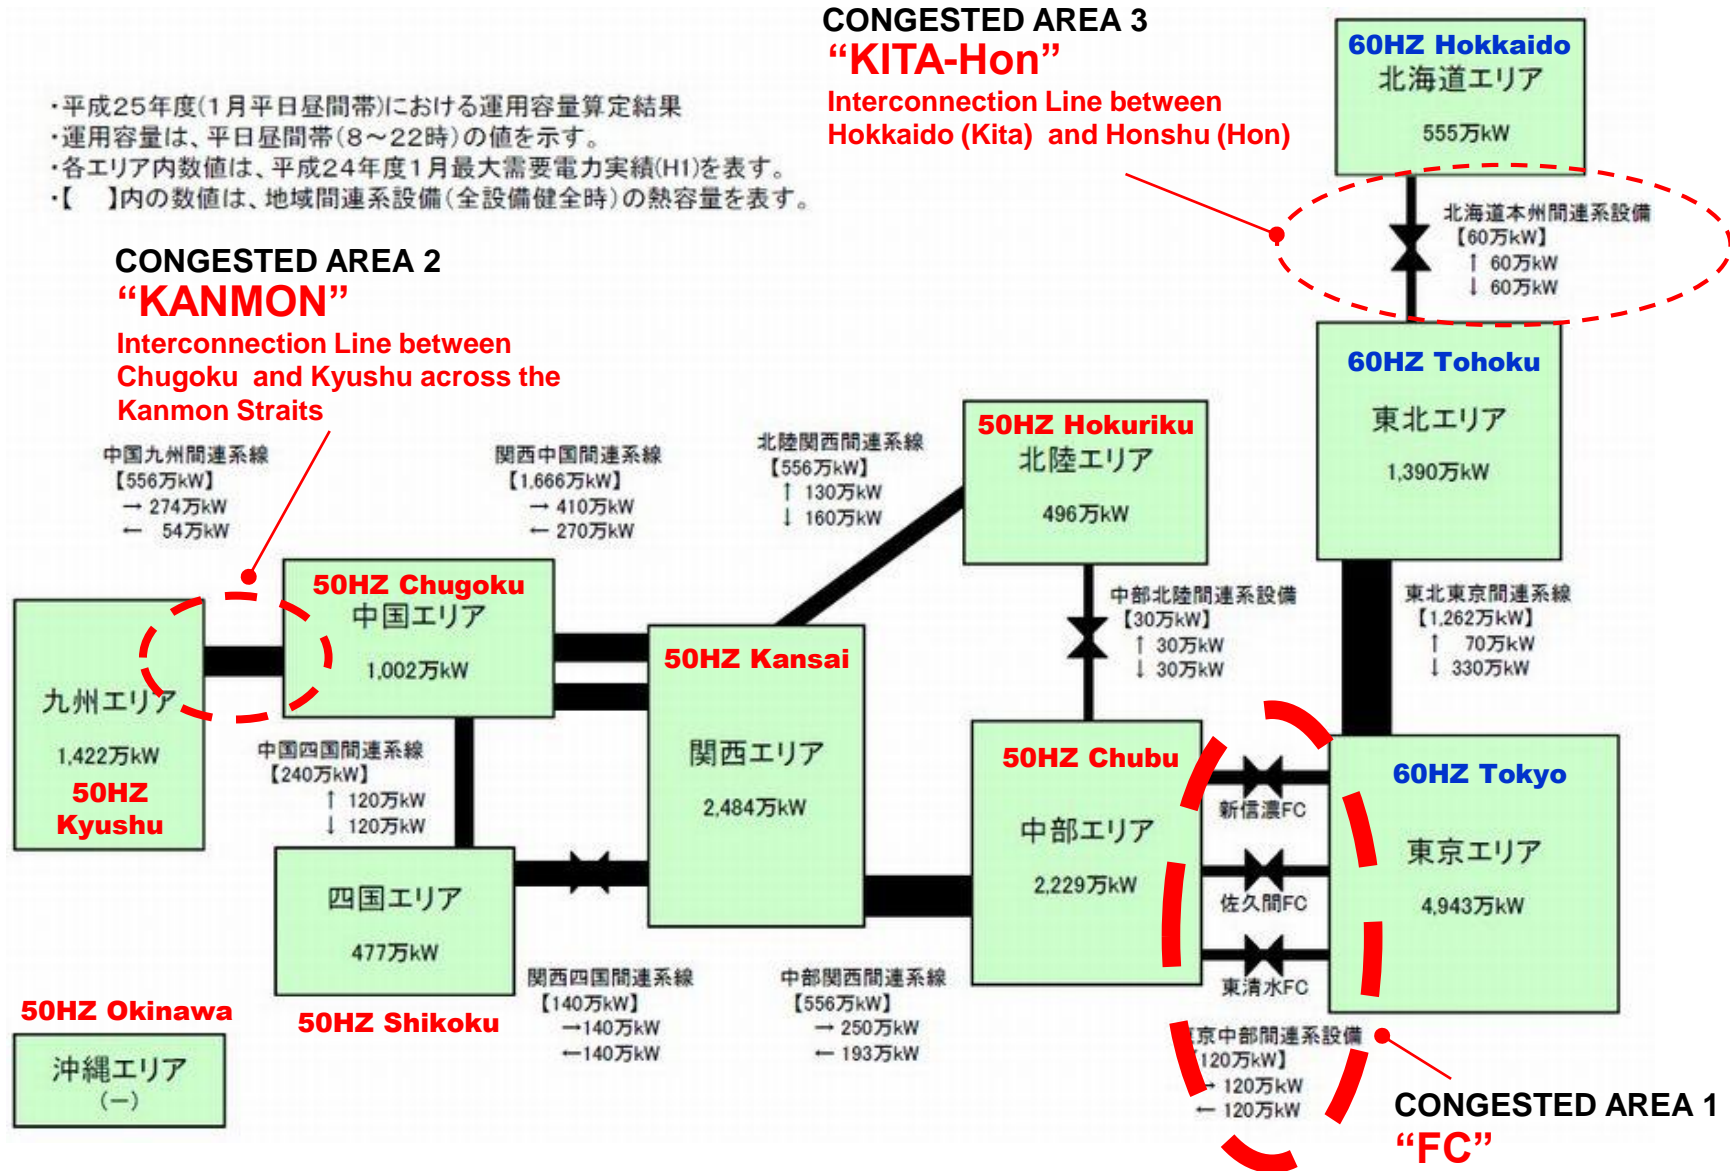 CONGESTED AREA 3
“KITA-Hon”
Interconnection Line between
Hokkaido (Kita) and Honshu (Hon)
60HZ Hokkaido
北海道エリア
555万kW
・平成25年度(1月平日昼間帯)における運用容量算定結果
・運用容量は、平日昼間帯(8～22時)の値を示す。
・各エリア内数値は、平成24年度1月最大需要電力実績(H1)を表す。
・【　】内の数値は、地域間連系設備(全設備健全時)の熱容量を表す。
北海道本州間連系設備
【60万kW】
↑ 60万kW
↓ 60万kW
CONGESTED AREA 2
“KANMON”
Interconnection Line between
Chugoku and Kyushu across the
Kanmon Straits
60HZ Tohoku
東北エリア
1,390万kW
中国九州間連系線
【556万kW】
→ 274万kW
← 54万kW
関西中国間連系線
【1,666万kW】
→ 410万kW
← 270万kW
北陸関西間連系線
【556万kW】
↑ 130万kW
↓ 160万kW
50HZ Hokuriku
北陸エリア
496万kW
50HZ Chugoku
中国エリア
1,002万kW
中部北陸間連系設備
【30万kW】
↑ 30万kW
↓ 30万kW
東北東京間連系線
【1,262万kW】
↑ 70万kW
↓ 330万kW
九州エリア
1,422万kW
50HZ
Kyushu
中国四国間連系線
【240万kW】
↑ 120万kW
↓ 120万kW
50HZ Kansai
関西エリア
2,484万kW
50HZ Chubu
中部エリア
2,229万kW
新信濃FC
佐久間FC
東清水FC
60HZ Tokyo
東京エリア
4,943万kW
四国エリア
477万kW
50HZ Shikoku
関西四国間連系線
【140万kW】
→140万kW
←140万kW
中部関西間連系線
【556万kW】
→ 250万kW
← 193万kW
東京中部間連系設備
【120万kW】
→ 120万kW
← 120万kW
50HZ Okinawa
沖縄エリア
(－)
CONGESTED AREA 1
“FC”